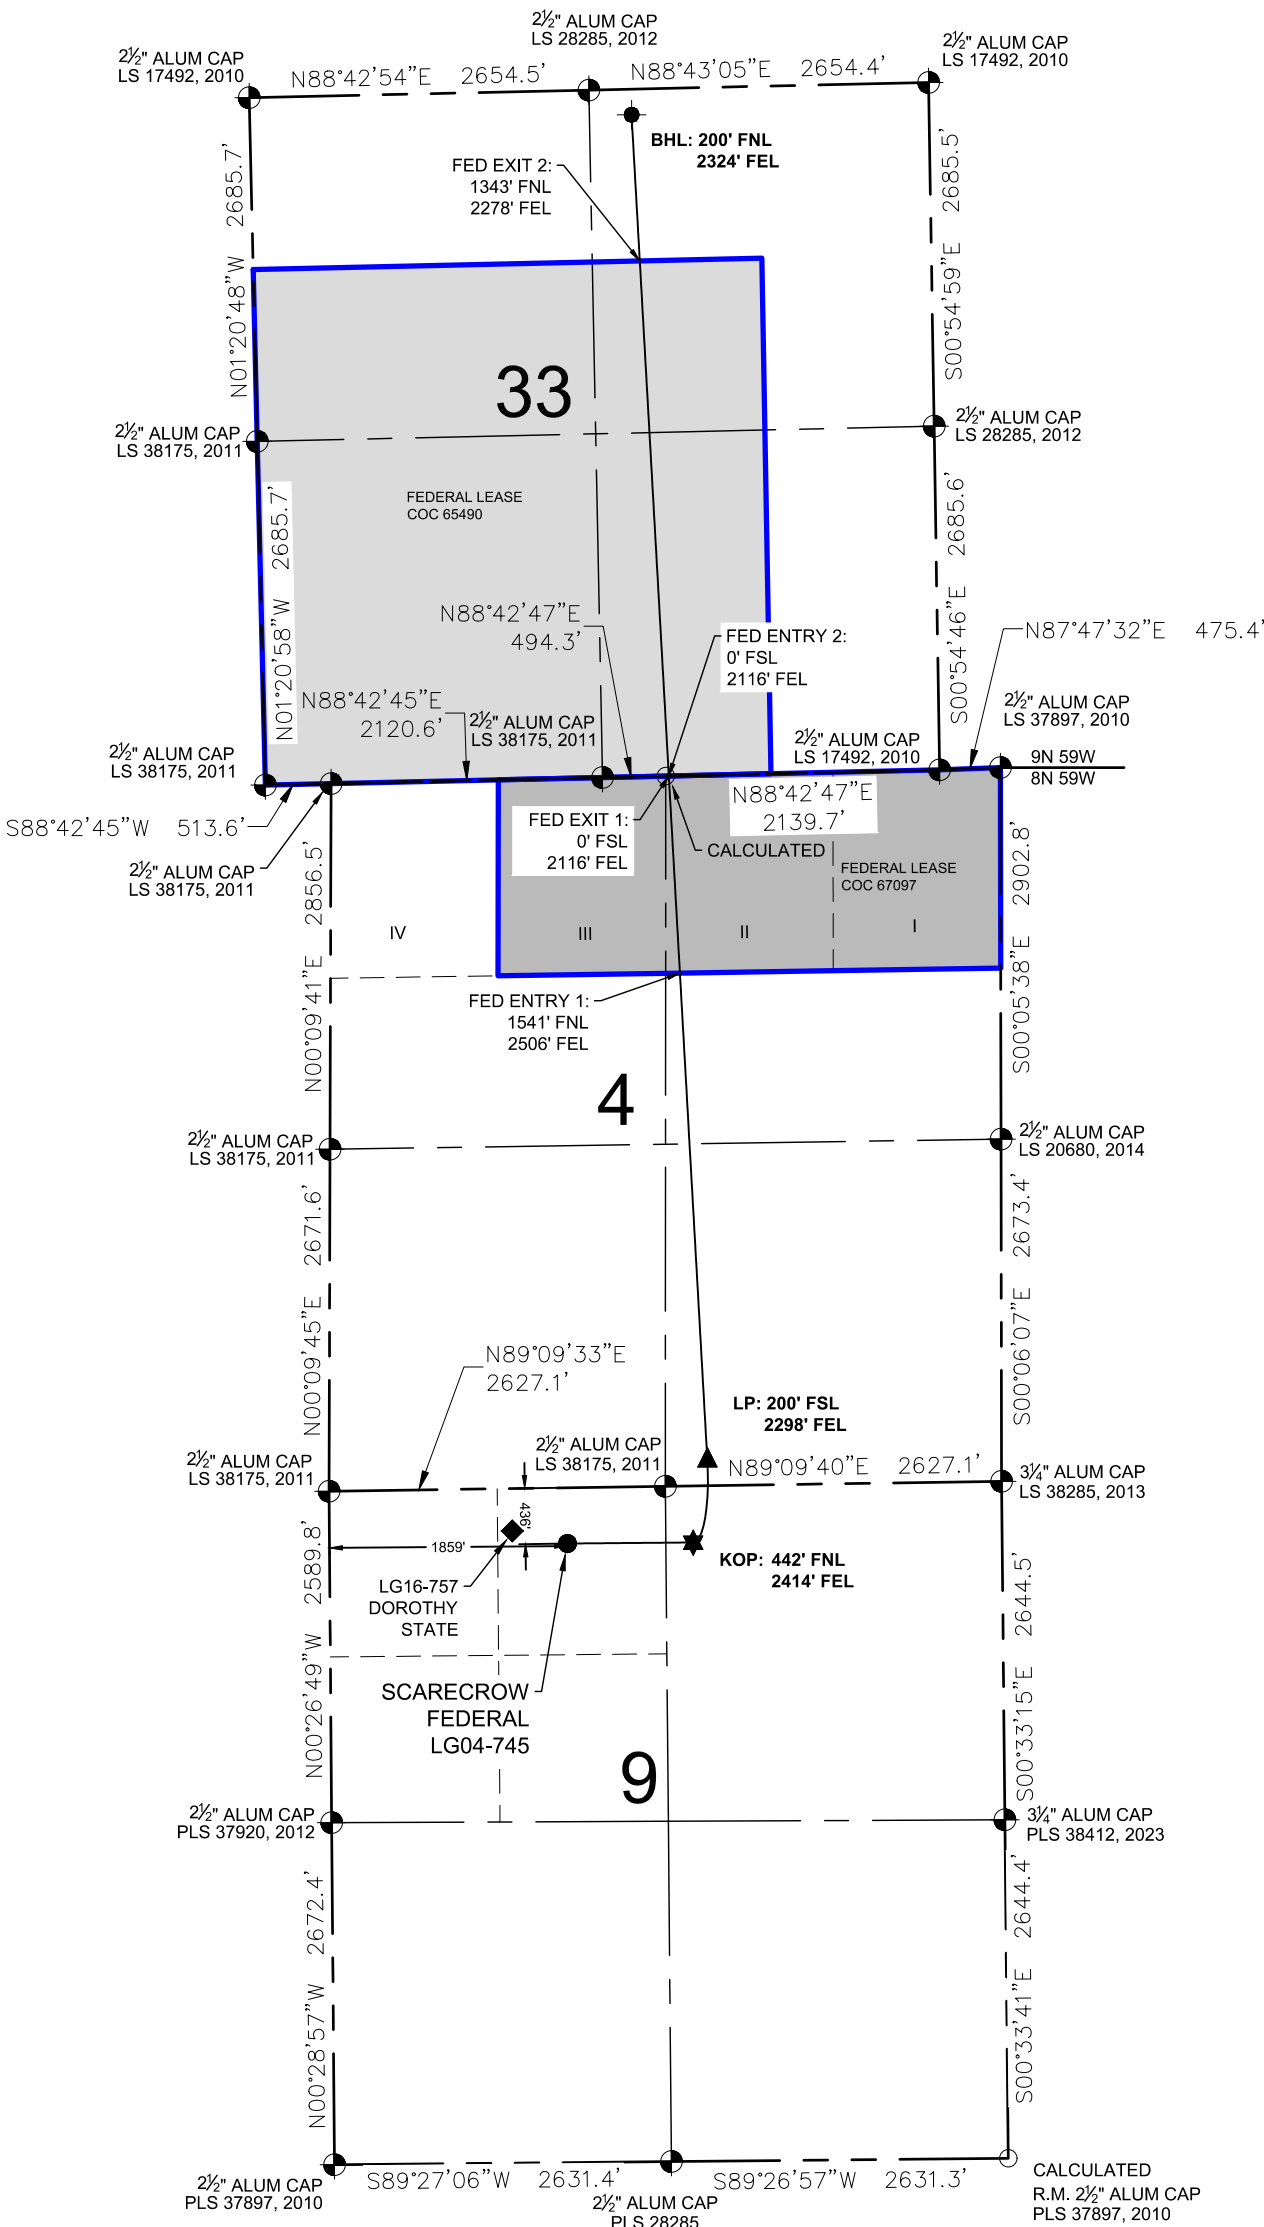 2½" ALUM CAP
LS 28285, 2012
2½" ALUM CAP
LS 17492, 2010
2½" ALUM CAP
LS 17492, 2010
N88°42'54"E 2654.5'
N88°43'05"E 2654.4'
BHL: 200' FNL
2324' FEL
FED EXIT 2:
1343' FNL
2278' FEL
N01°20'48"W 2685.7'
S00°54'59"E 2685.5'
33
2½" ALUM CAP
LS 38175, 2011
2½" ALUM CAP
LS 28285, 2012
FEDERAL LEASE
COC 65490
N01°20'58"W 2685.7'
S00°54'46"E 2685.6'
N88°42'47"E
494.3'
FED ENTRY 2:
0' FSL
2116' FEL
N87°47'32"E 475.4'
N88°42'45"E
2120.6'
2½" ALUM CAP
LS 38175, 2011
2½" ALUM CAP
LS 37897, 2010
2½" ALUM CAP
LS 17492, 2010
2½" ALUM CAP
LS 38175, 2011
9N 59W
8N 59W
S88°42'45"W 513.6'
N88°42'47"E
2139.7'
FED EXIT 1:
0' FSL
2116' FEL
CALCULATED
2½" ALUM CAP
LS 38175, 2011
FEDERAL LEASE
COC 67097
IV
III
II
I
N00°09'41"E 2856.5'
S00°05'38"E 2902.8'
FED ENTRY 1:
1541' FNL
2506' FEL
4
2½" ALUM CAP
LS 38175, 2011
2½" ALUM CAP
LS 20680, 2014
N00°09'45"E 2671.6'
S00°06'07"E 2673.4'
N89°09'33"E
2627.1'
LP: 200' FSL
2298' FEL
2½" ALUM CAP
LS 38175, 2011
2½" ALUM CAP
LS 38175, 2011
N89°09'40"E 2627.1'
3¼" ALUM CAP
LS 38285, 2013
436'
1859'
KOP: 442' FNL
2414' FEL
LG16-757
DOROTHY
STATE
N00°26'49"W 2589.8'
S00°33'15"E 2644.5'
SCARECROW
FEDERAL
LG04-745
9
2½" ALUM CAP
PLS 37920, 2012
3¼" ALUM CAP
PLS 38412, 2023
N00°28'57"W 2672.4'
S00°33'41"E 2644.4'
S89°27'06"W 2631.4'
S89°26'57"W 2631.3'
2½" ALUM CAP
PLS 37897, 2010
2½" ALUM CAP
PLS 28285
CALCULATED
R.M. 2½" ALUM CAP
PLS 37897, 2010